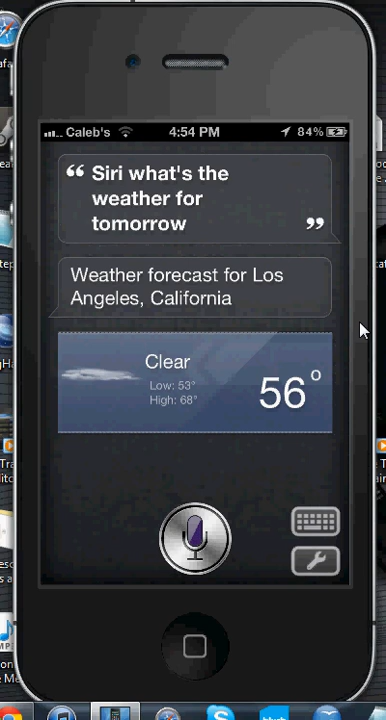 Caleb's
4:54 PM
84%
“ Siri what's the
weather for
tomorrow ”
Weather forecast for Los
Angeles, California
Clear
Low: 53°
High: 68°
56°